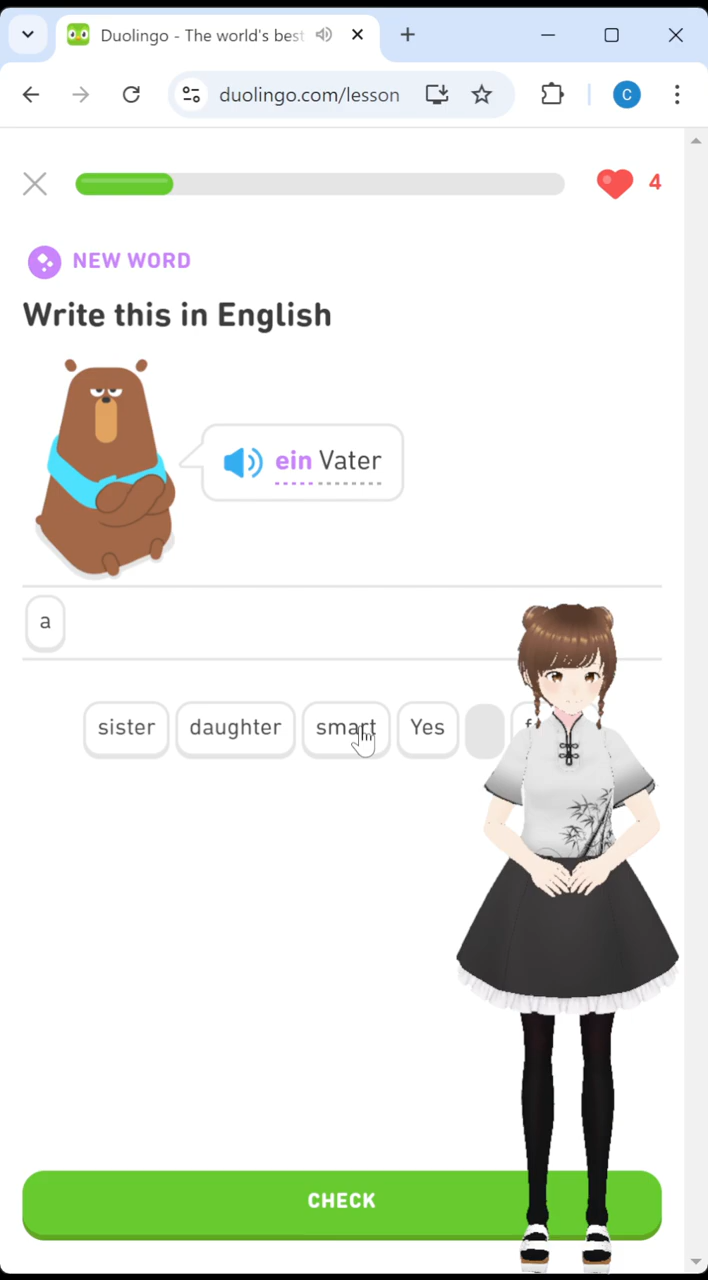 Duolingo - The world's best
duolingo.com/lesson
C
4
NEW WORD
Write this in English
ein Vater
a
sister daughter smart Yes
CHECK